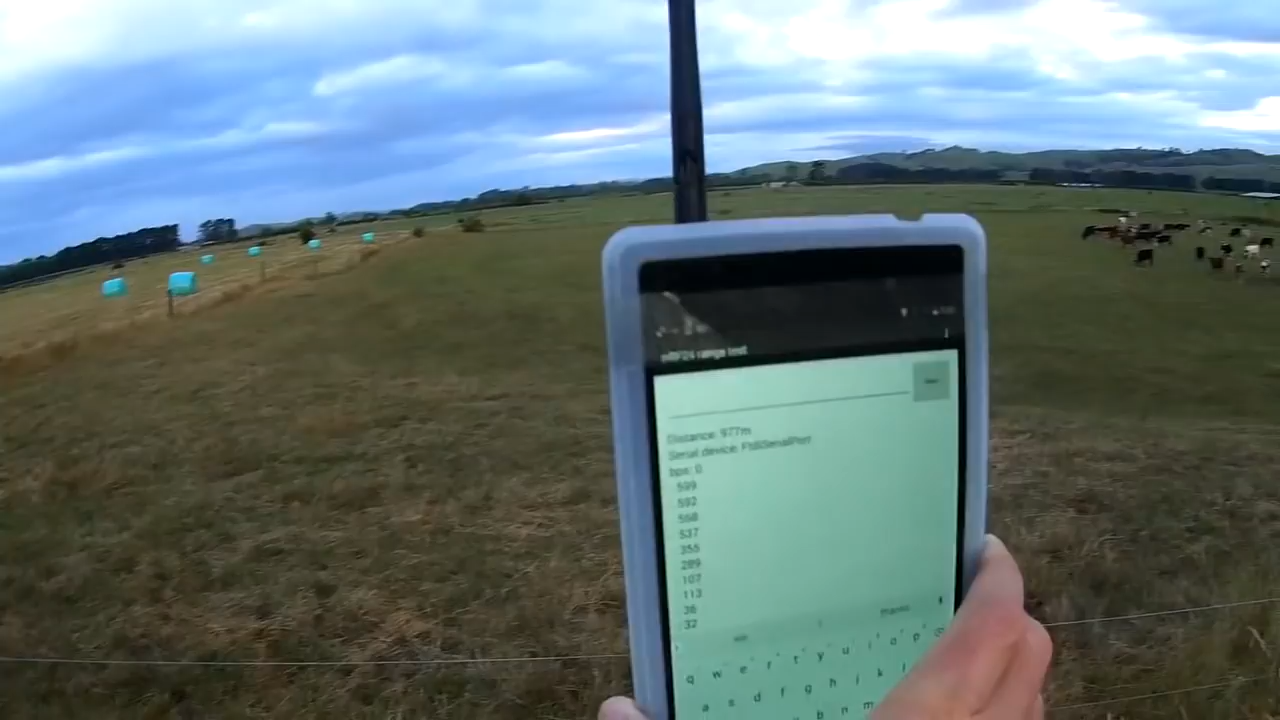 nRF24 range test
Distance: 977m
Serial device: FtdiSerialPort
bps: 0
599
592
568
537
355
289
107
113
36
32
q w e r t y u i o p
a s d f g h j k l
b n m